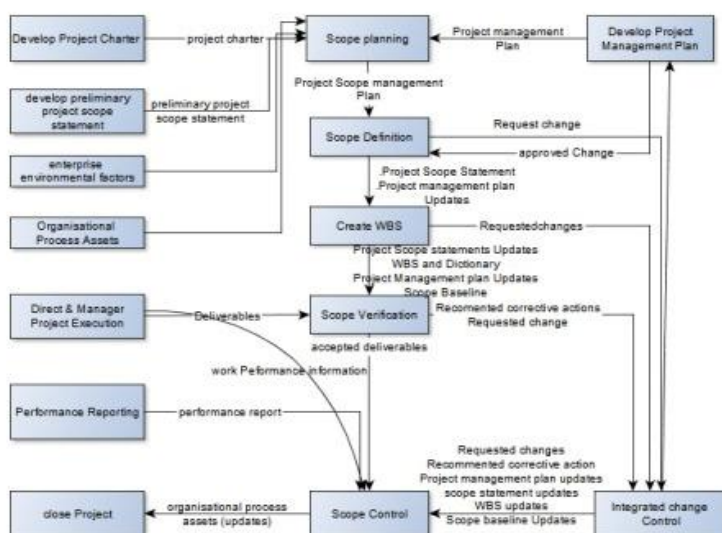 Develop Project Charter
project charter
Scope planning
Project management
Plan
Develop Project
Management Plan
develop preliminary
project scope
statement
preliminary project
scope statement
Project Scope management
Plan
Scope Definition
Request change
approved Change
enterprise
environmental factors
.Project Scope Statement
.Project management plan
Updates
Organisational
Process Assets
Create WBS
Requestedchanges
Project Scope statements Updates
WBS and Dictionary
Project Management plan Updates
Scope Baseline
Direct & Manager
Project Execution
Deliverables
Scope Verification
Recomented corrective actions
Requested change
accepted deliverables
work Peformance information
Performance Reporting
performance report
Requested changes
Recommented corrective action
Project management plan updates
scope statement updates
WBS updates
Scope baseline Updates
close Project
organisational process
assets (updates)
Scope Control
Integrated change
Control